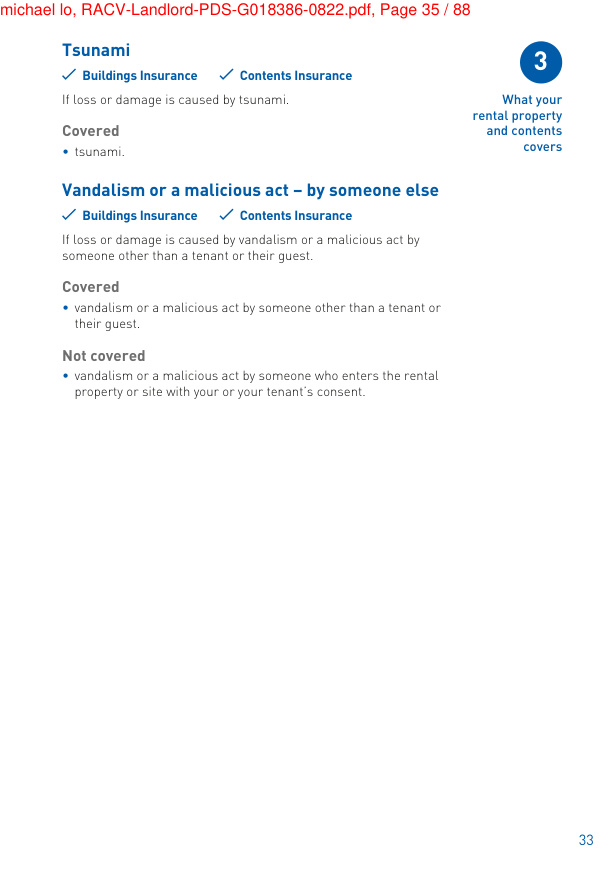 michael lo, RACV-Landlord-PDS-G018386-0822.pdf, Page 35 / 88
Tsunami
✓ Buildings Insurance ✓ Contents Insurance
If loss or damage is caused by tsunami.
Covered
• tsunami.
3
What your
rental property
and contents
covers
Vandalism or a malicious act – by someone else
✓ Buildings Insurance ✓ Contents Insurance
If loss or damage is caused by vandalism or a malicious act by
someone other than a tenant or their guest.
Covered
• vandalism or a malicious act by someone other than a tenant or
their guest.
Not covered
• vandalism or a malicious act by someone who enters the rental
property or site with your or your tenant's consent.
33